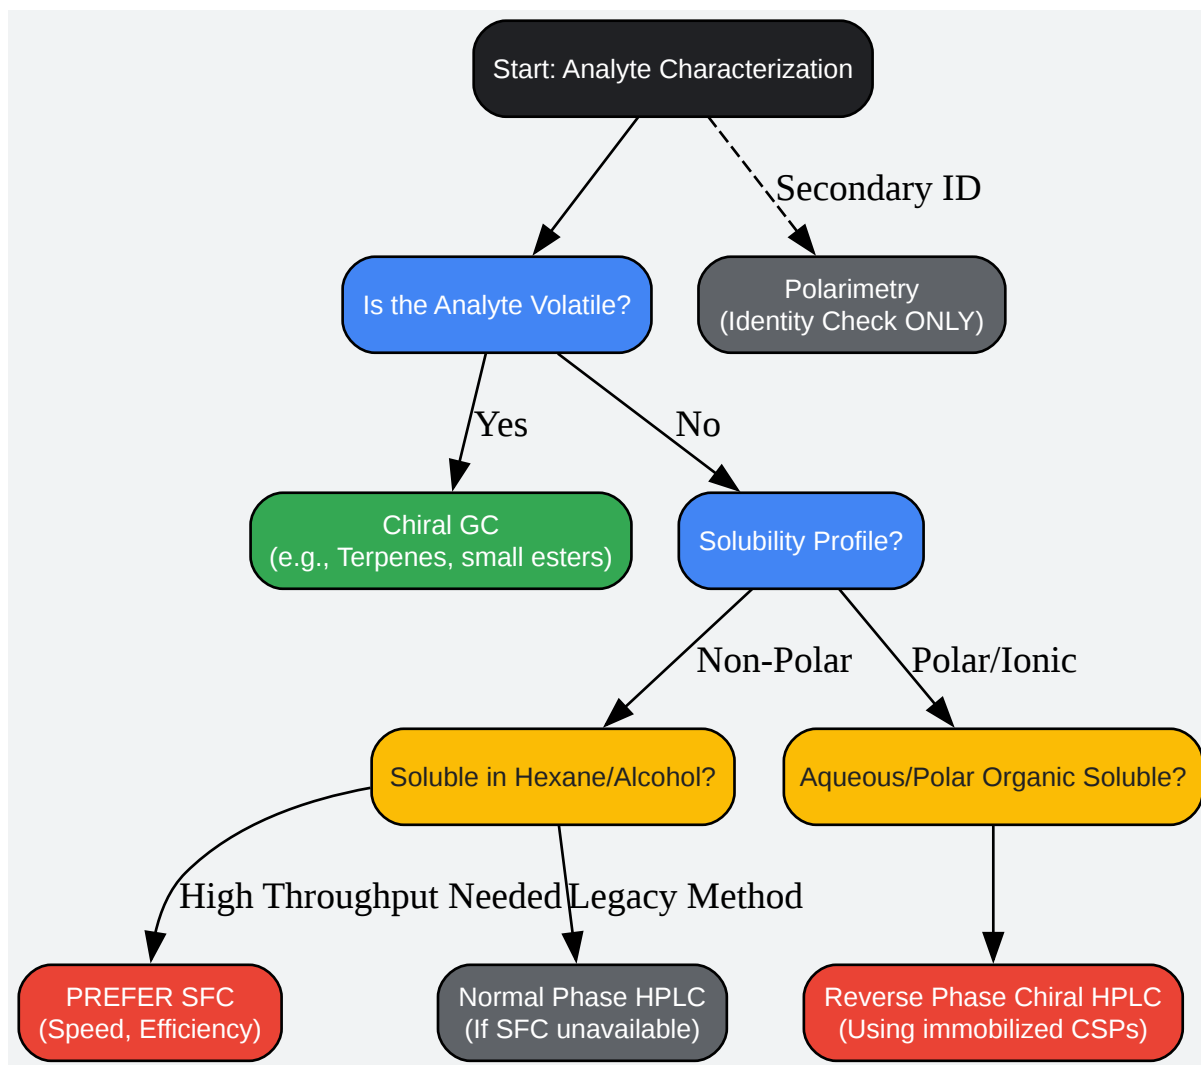 Start: Analyte Characterization
Secondary ID
Is the Analyte Volatile?
Polarimetry
(Identity Check ONLY)
Yes
No
Chiral GC
(e.g., Terpenes, small esters)
Solubility Profile?
Non-Polar
Polar/Ionic
Soluble in Hexane/Alcohol?
Aqueous/Polar Organic Soluble?
High Throughput Needed
Legacy Method
PREFER SFC
(Speed, Efficiency)
Normal Phase HPLC
(If SFC unavailable)
Reverse Phase Chiral HPLC
(Using immobilized CSPs)